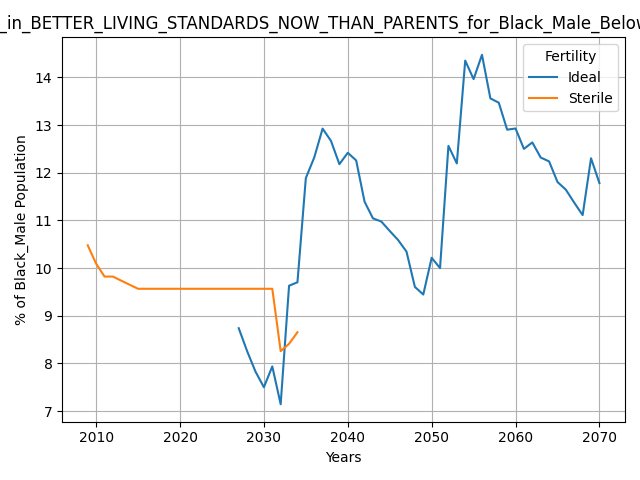 _in_BETTER_LIVING_STANDARDS_NOW_THAN_PARENTS_for_Black_Male_Below
Fertility
Ideal
Sterile
% of Black_Male Population
14
13
12
11
10
9
8
7
2010 2020 2030 2040 2050 2060 2070
Years